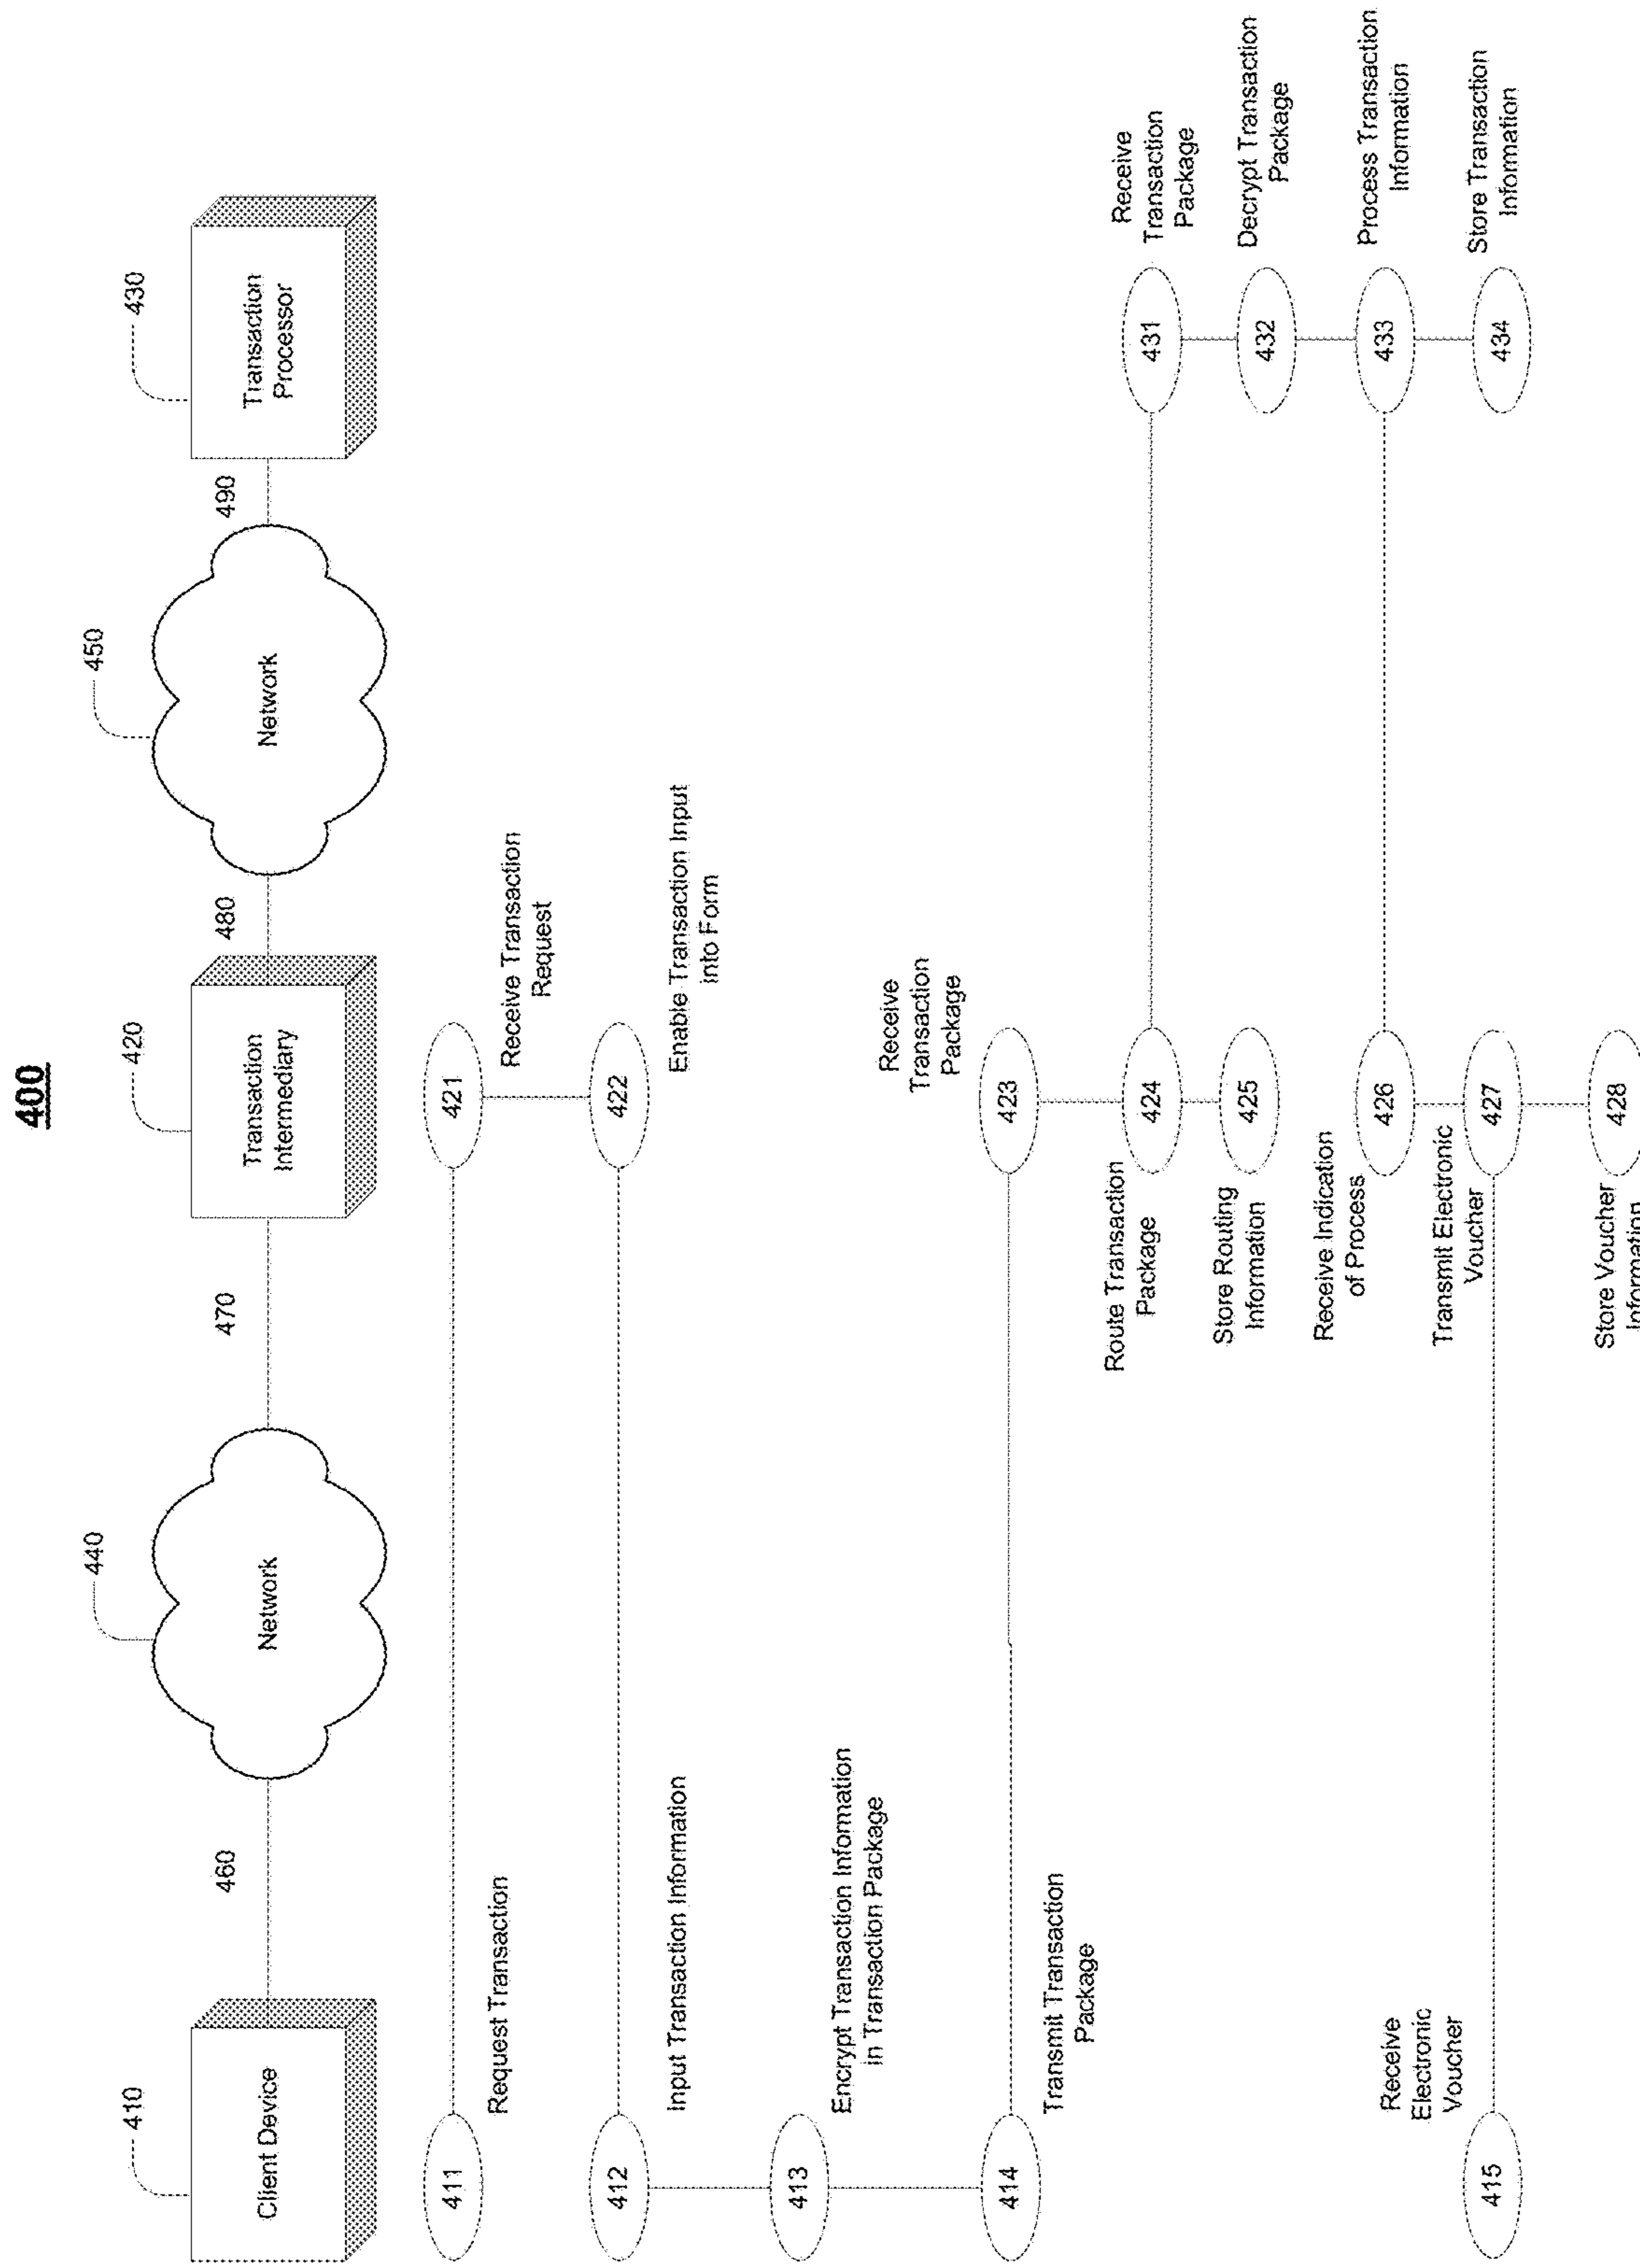 400
410
Client Device
460
440
Network
470
420
Transaction
Intermediary
480
450
Network
490
430
Transaction
Processor
411
Request Transaction
421
Receive Transaction
Request
412
Input Transaction Information
422
Enable Transaction Input
into Form
413
Encrypt Transaction Information
in Transaction Package
414
Transmit Transaction
Package
423
Receive
Transaction
Package
Route Transaction
Package
424
431
Receive
Transaction
Package
Store Routing
Information
425
432
Decrypt Transaction
Package
Receive Indication
of Process
426
433
Process Transaction
Information
415
Receive
Electronic
Voucher
Transmit Electronic
Voucher
427
434
Store Transaction
Information
Store Voucher
Information
428